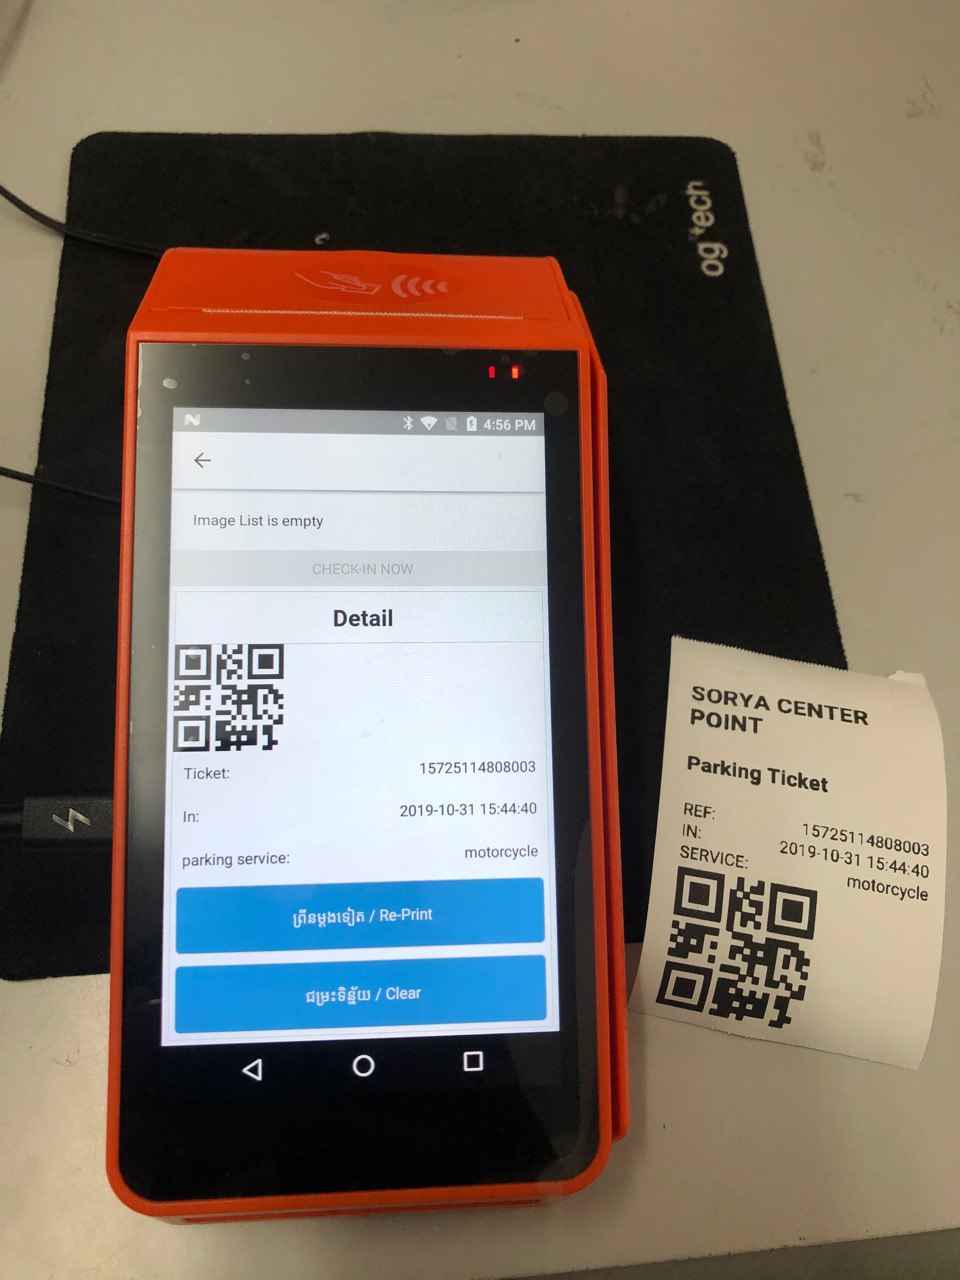 og tech
4:56 PM
Image List is empty
CHECK-IN NOW
Detail
Ticket: 15725114808003
In: 2019-10-31 15:44:40
parking service: motorcycle
ព្រីនម្តងទៀត / Re-Print
ជម្រះទិន្ន័យ / Clear
SORYA CENTER
POINT
Parking Ticket
REF: 15725114808003
IN: 2019-10-31 15:44:40
SERVICE: motorcycle